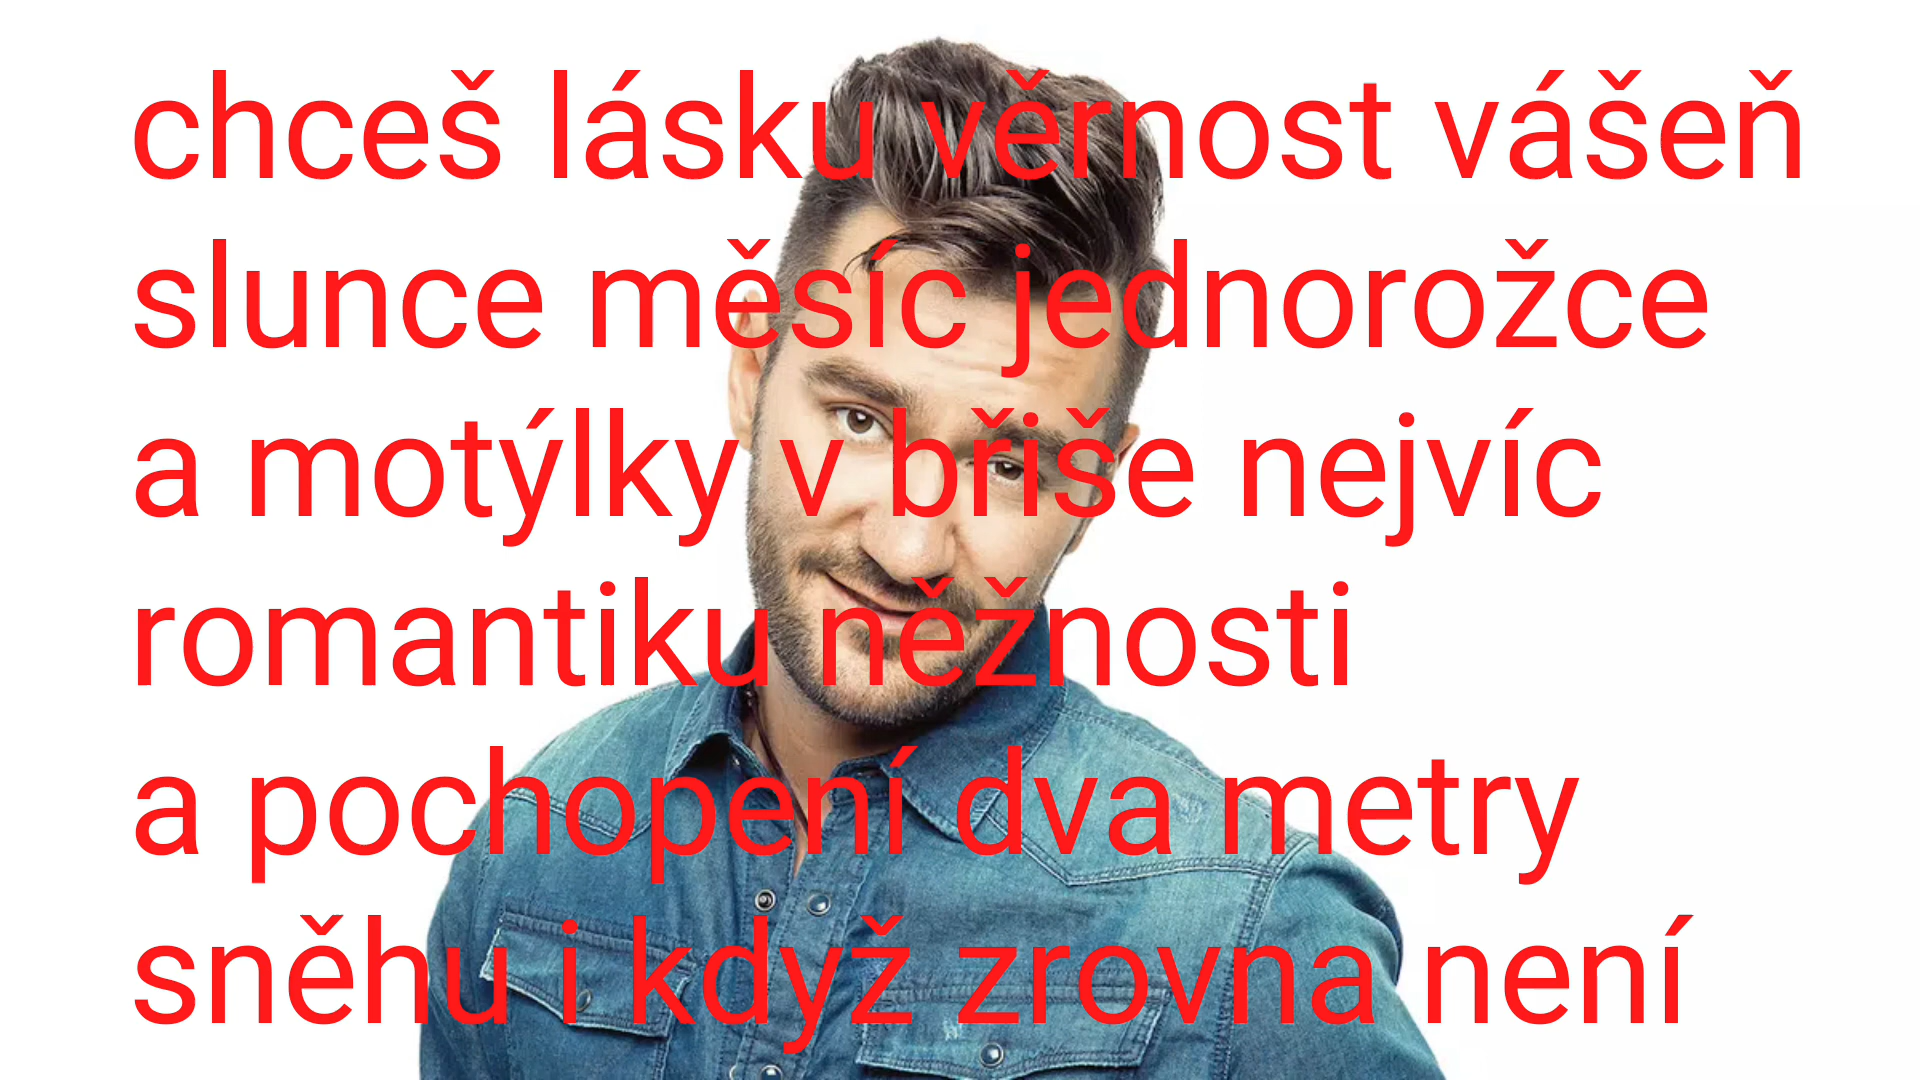 chceš lásku věrnost vášeň
slunce měsíc jednorožce
a motýlky v břiše nejvíc
romantiku něžnosti
a pochopení dva metry
sněhu i když zrovna není